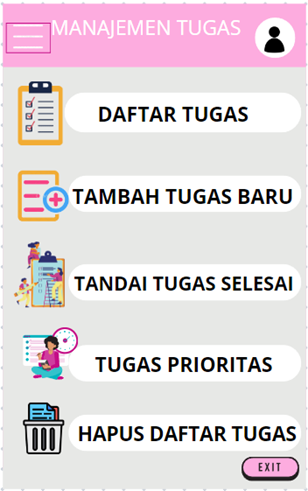 MANAJEMEN TUGAS
DAFTAR TUGAS
TAMBAH TUGAS BARU
TANDAI TUGAS SELESAI
TUGAS PRIORITAS
HAPUS DAFTAR TUGAS
EXIT